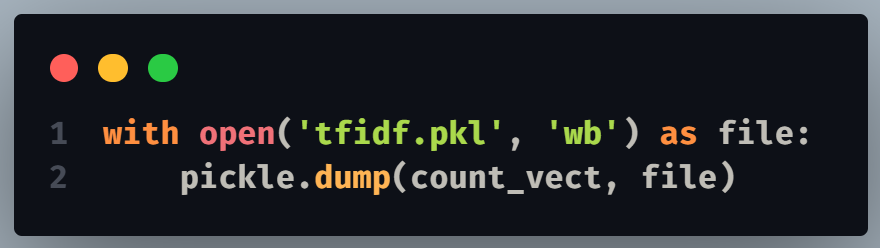 1 with open('tfidf.pkl', 'wb') as file:
2     pickle.dump(count_vect, file)